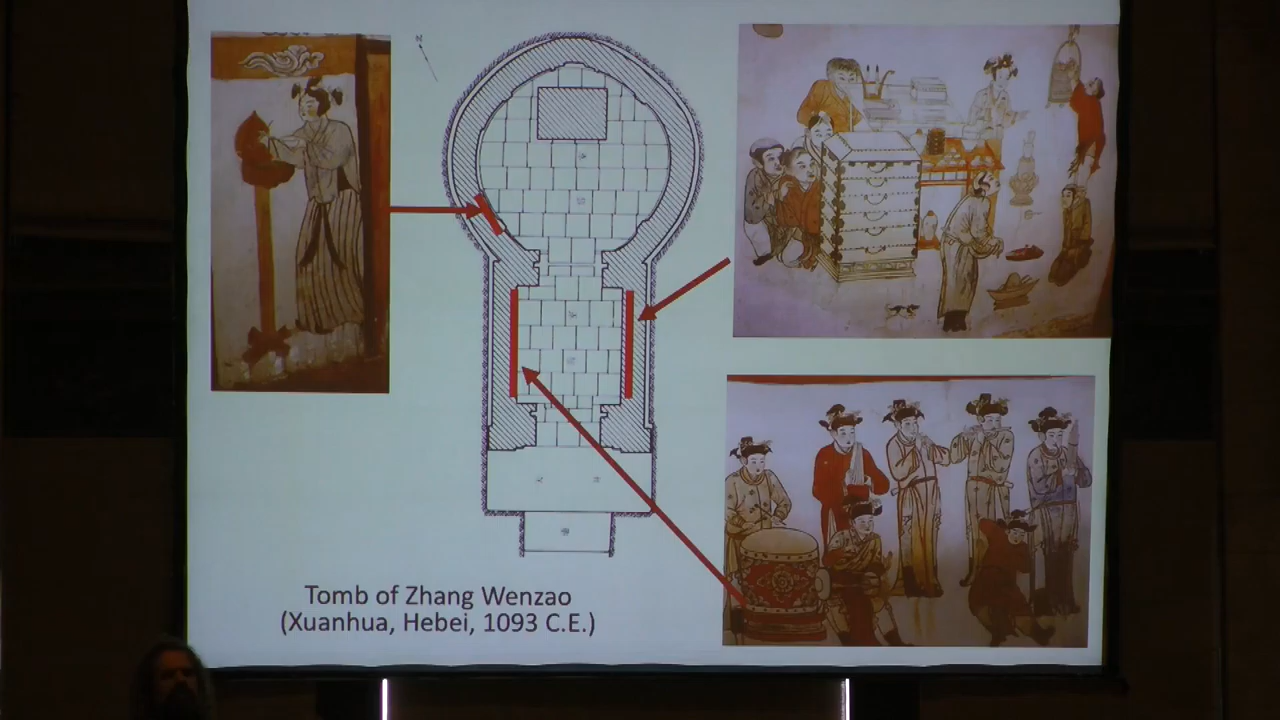 N
Tomb of Zhang Wenzao
(Xuanhua, Hebei, 1093 C.E.)